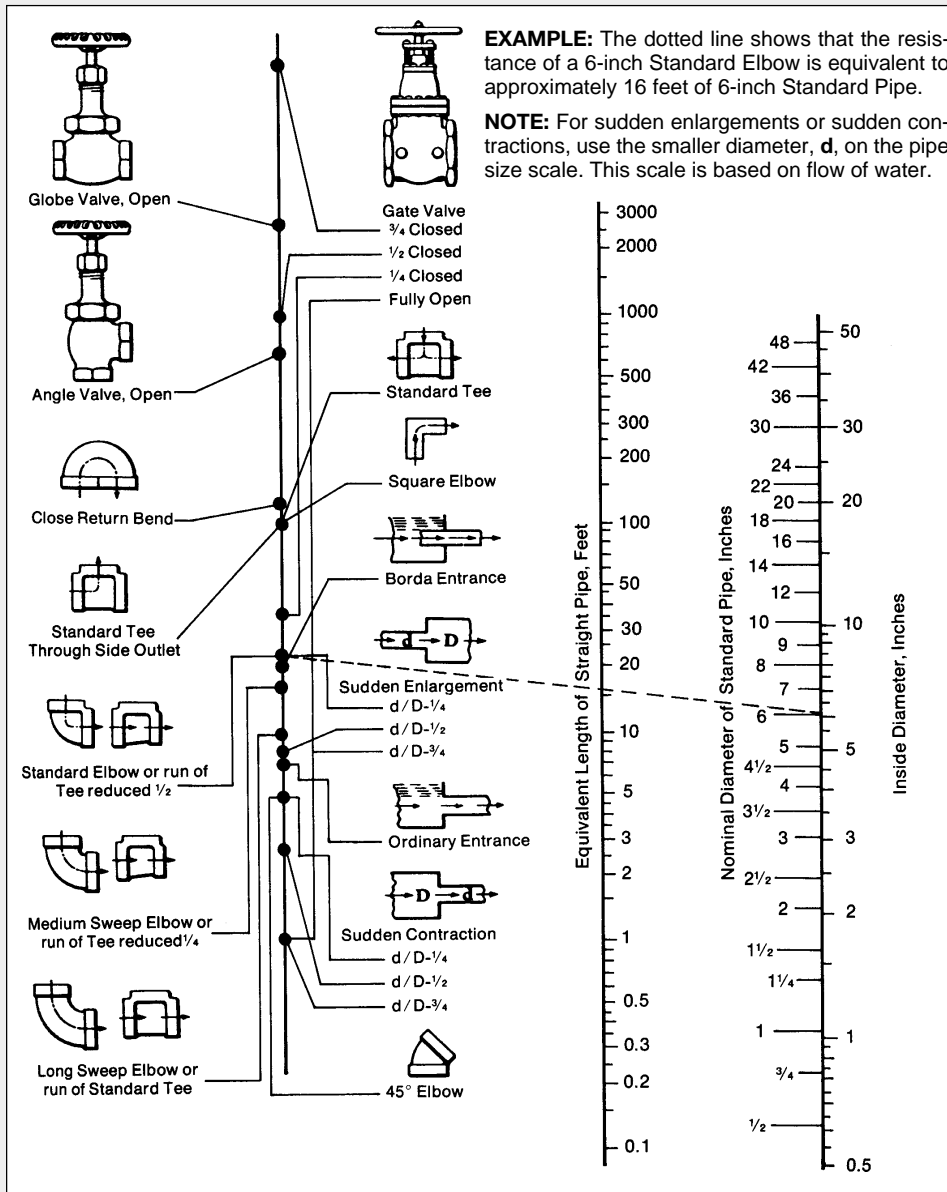 EXAMPLE: The dotted line shows that the resis-
tance of a 6-inch Standard Elbow is equivalent to
approximately 16 feet of 6-inch Standard Pipe.
NOTE: For sudden enlargements or sudden con-
tractions, use the smaller diameter, d, on the pipe
size scale. This scale is based on flow of water.
Globe Valve, Open
Angle Valve, Open
Close Return Bend
Standard Tee
Through Side Outlet
Standard Elbow or run of
Tee reduced ½
Medium Sweep Elbow or
run of Tee reduced ¼
Long Sweep Elbow or
run of Standard Tee
Gate Valve
¾ Closed
½ Closed
¼ Closed
Fully Open
Standard Tee
Square Elbow
Borda Entrance
d D
Sudden Enlargement
d/D-¼
d/D-½
d/D-¾
Ordinary Entrance
D d
Sudden Contraction
d/D-¼
d/D-½
d/D-¾
45° Elbow
Equivalent Length of Straight Pipe, Feet
3000
2000
1000
500
300
200
100
50
30
20
10
5
3
2
1
0.5
0.3
0.2
0.1
Nominal Diameter of Standard Pipe, Inches
48
42
36
30
24
22
20
18
16
14
12
10
9
8
7
6
5
4½
4
3½
3
2½
2
1½
1¼
1
¾
½
Inside Diameter, Inches
50
30
20
10
5
3
2
1
0.5